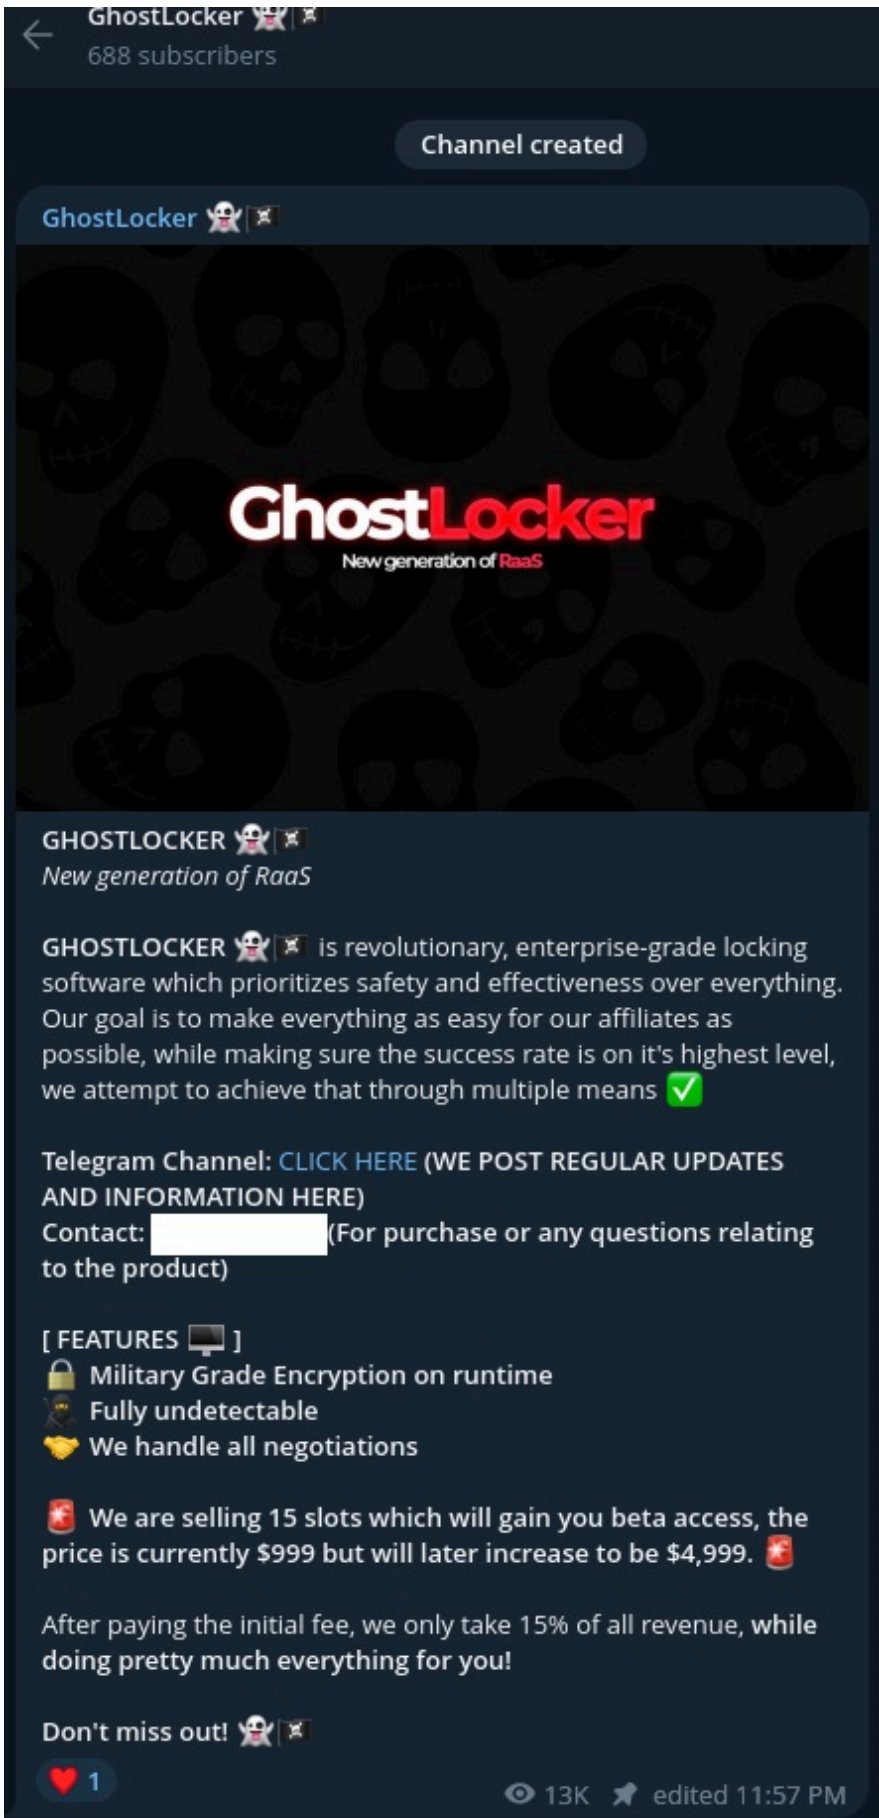 GhostLocker 👻🏴‍☠️
688 subscribers
Channel created
GhostLocker 👻🏴‍☠️
GhostLocker
New generation of RaaS
GHOSTLOCKER 👻🏴‍☠️
New generation of RaaS
GHOSTLOCKER 👻🏴‍☠️ is revolutionary, enterprise-grade locking
software which prioritizes safety and effectiveness over everything.
Our goal is to make everything as easy for our affiliates as
possible, while making sure the success rate is on it's highest level,
we attempt to achieve that through multiple means ✅
Telegram Channel: CLICK HERE (WE POST REGULAR UPDATES
AND INFORMATION HERE)
Contact: (For purchase or any questions relating
to the product)
[ FEATURES 🖥️ ]
🔒 Military Grade Encryption on runtime
🥷 Fully undetectable
🤝 We handle all negotiations
🚨 We are selling 15 slots which will gain you beta access, the
price is currently $999 but will later increase to be $4,999. 🚨
After paying the initial fee, we only take 15% of all revenue, while
doing pretty much everything for you!
Don't miss out! 👻🏴‍☠️
❤️ 1
13K edited 11:57 PM